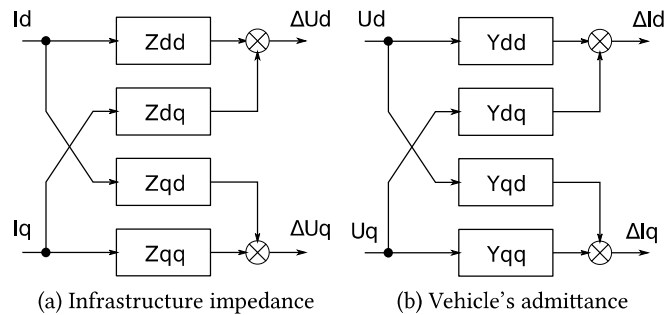 Id Zdd ΔUd
Zdq
Zqd
Iq Zqq ΔUq
(a) Infrastructure impedance
Ud Ydd ΔId
Ydq
Yqd
Uq Yqq ΔIq
(b) Vehicle's admittance